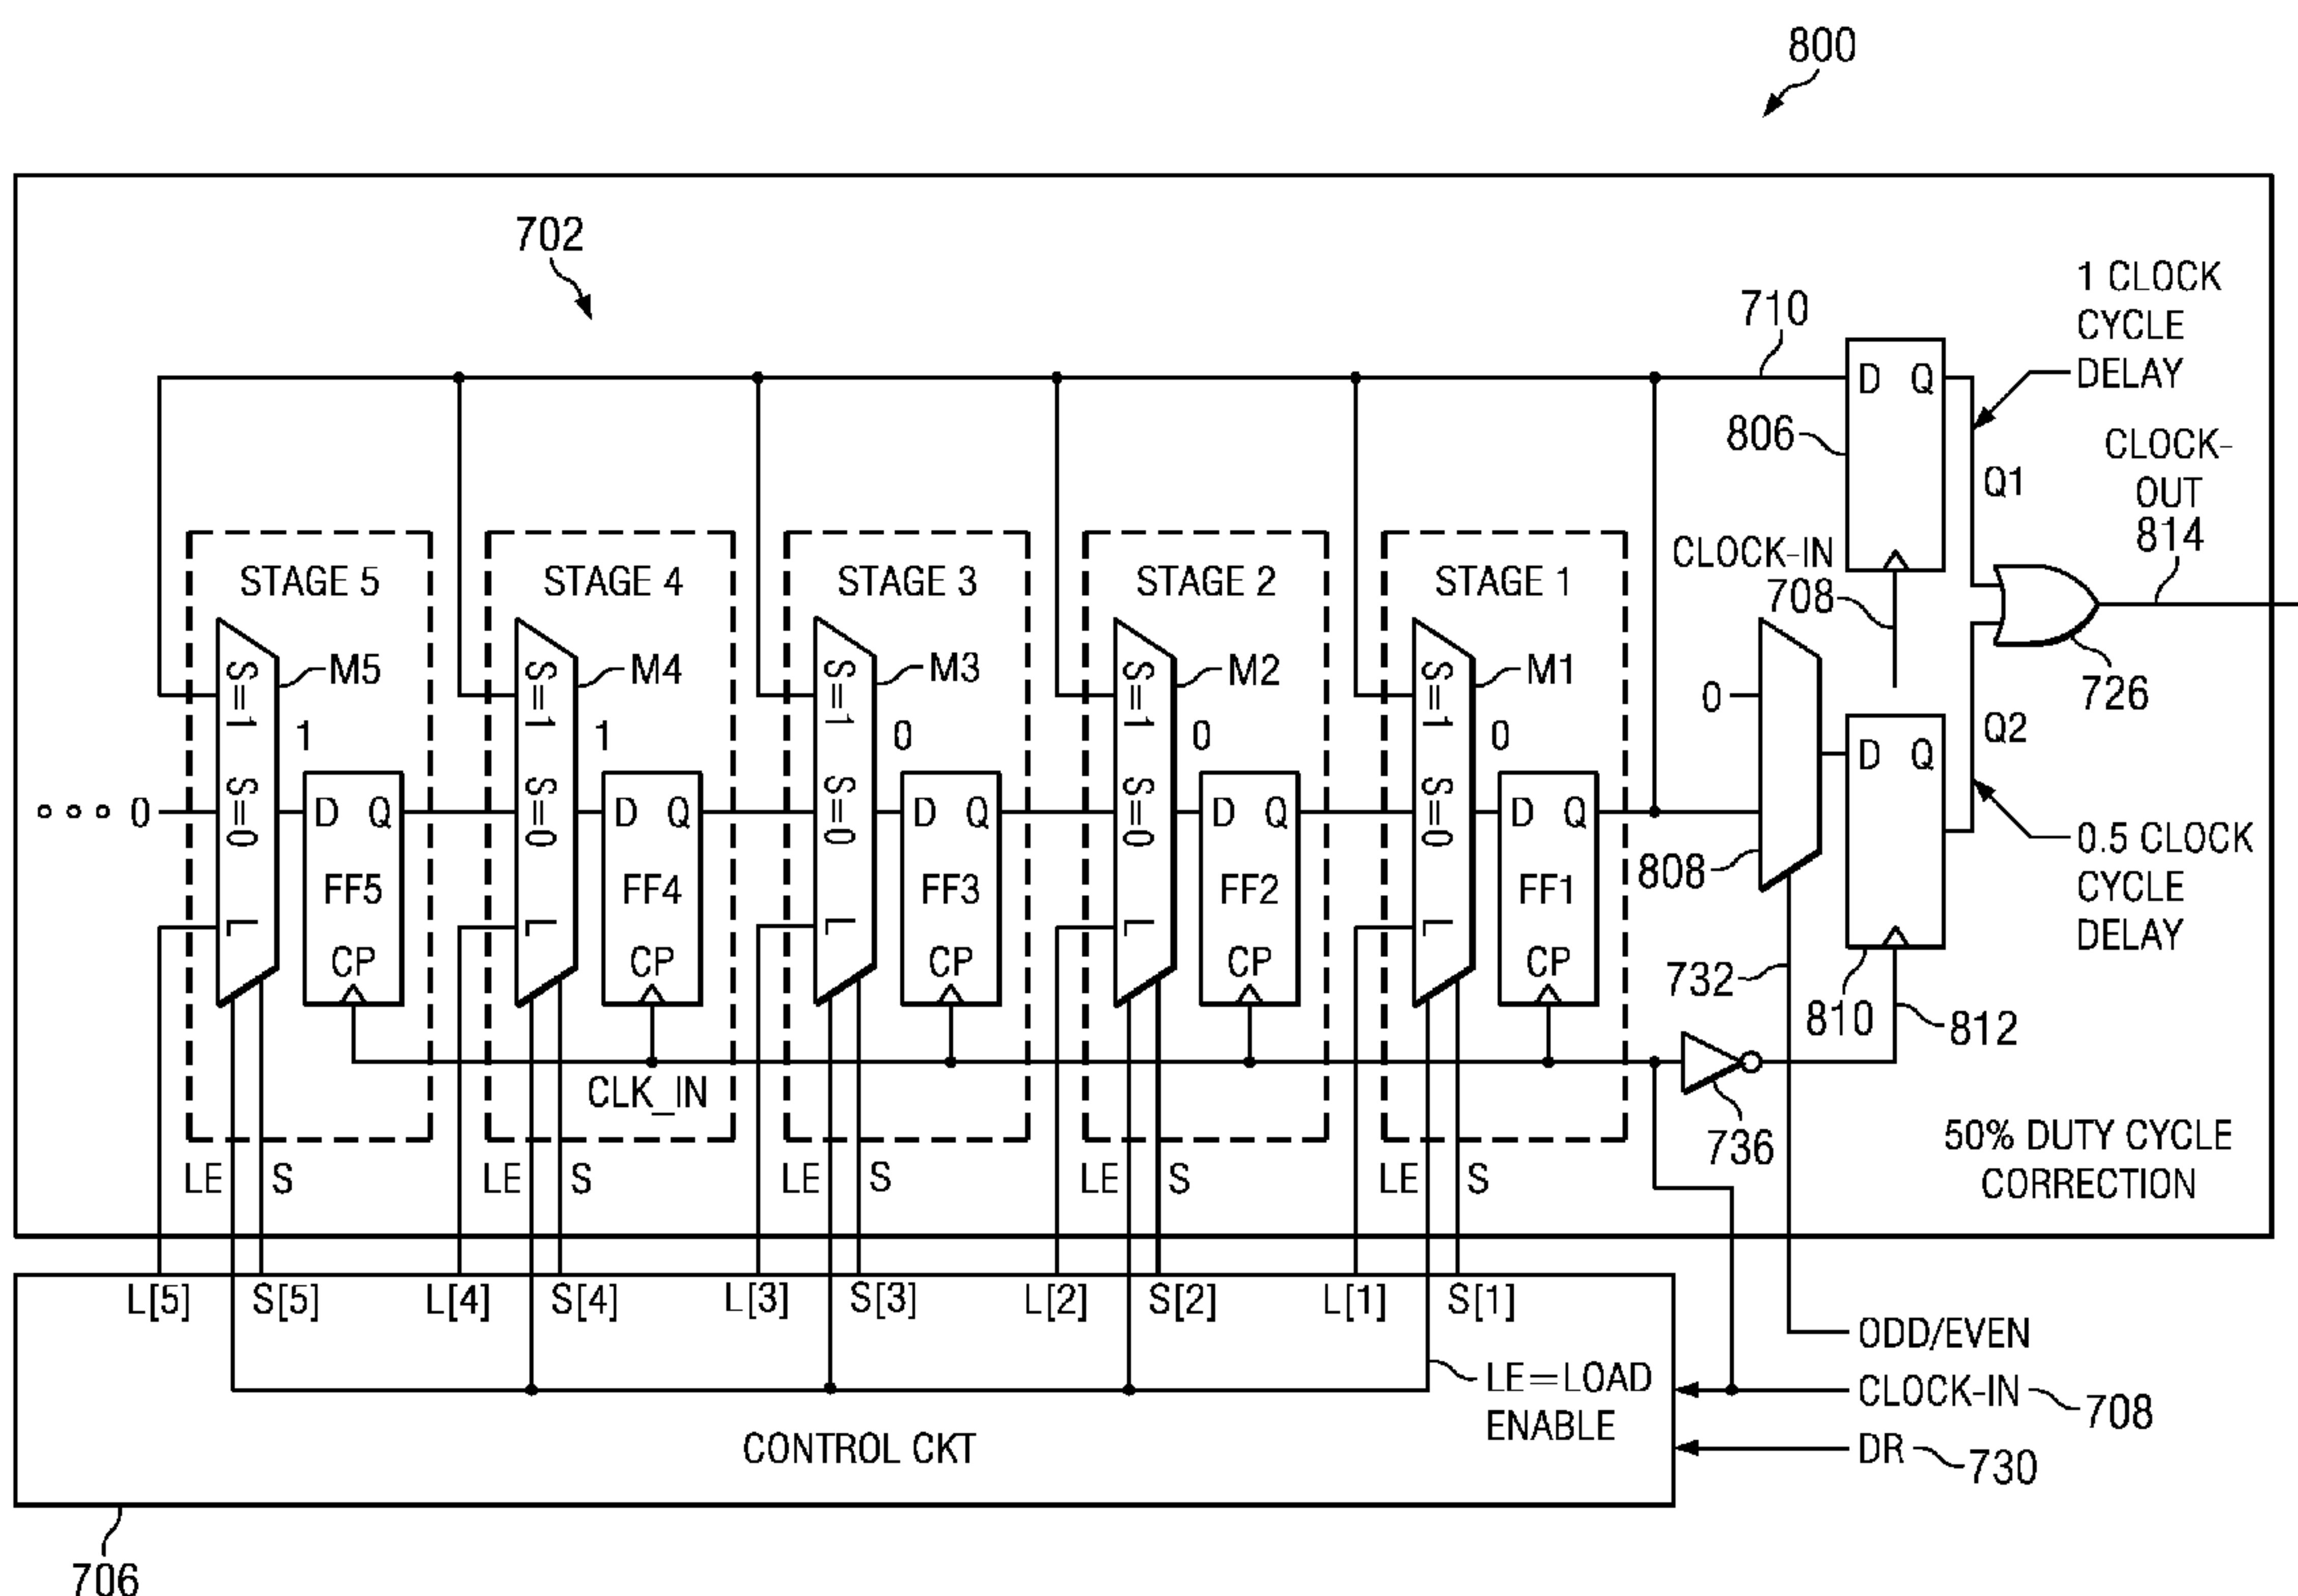 800
702
710
1 CLOCK
CYCLE
DELAY
D Q
806
Q1
CLOCK-
OUT
814
CLOCK-IN
708
STAGE 5
STAGE 4
STAGE 3
STAGE 2
STAGE 1
S=1
M5
S=1
M4
S=1
M3
S=1
M2
S=1
M1
0
726
1
1
0
0
0
D Q
Q2
0
S=0
D Q
S=0
D Q
S=0
D Q
S=0
D Q
S=0
D Q
0.5 CLOCK
CYCLE
DELAY
808
FF5
FF4
FF3
FF2
FF1
L
L
L
L
L
CP
CP
CP
CP
CP
732
810
812
CLK_IN
736
50% DUTY CYCLE
CORRECTION
LE S
LE S
LE S
LE S
LE S
L[5] S[5]
L[4] S[4]
L[3] S[3]
L[2] S[2]
L[1] S[1]
ODD/EVEN
LE=LOAD
ENABLE
CLOCK-IN
708
CONTROL CKT
DR
730
706